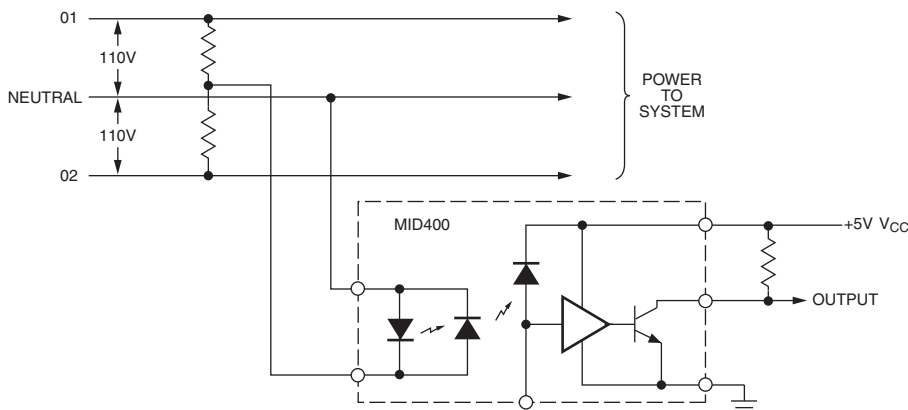 01
110V
NEUTRAL
110V
02
POWER
TO
SYSTEM
MID400
+5V VCC
OUTPUT